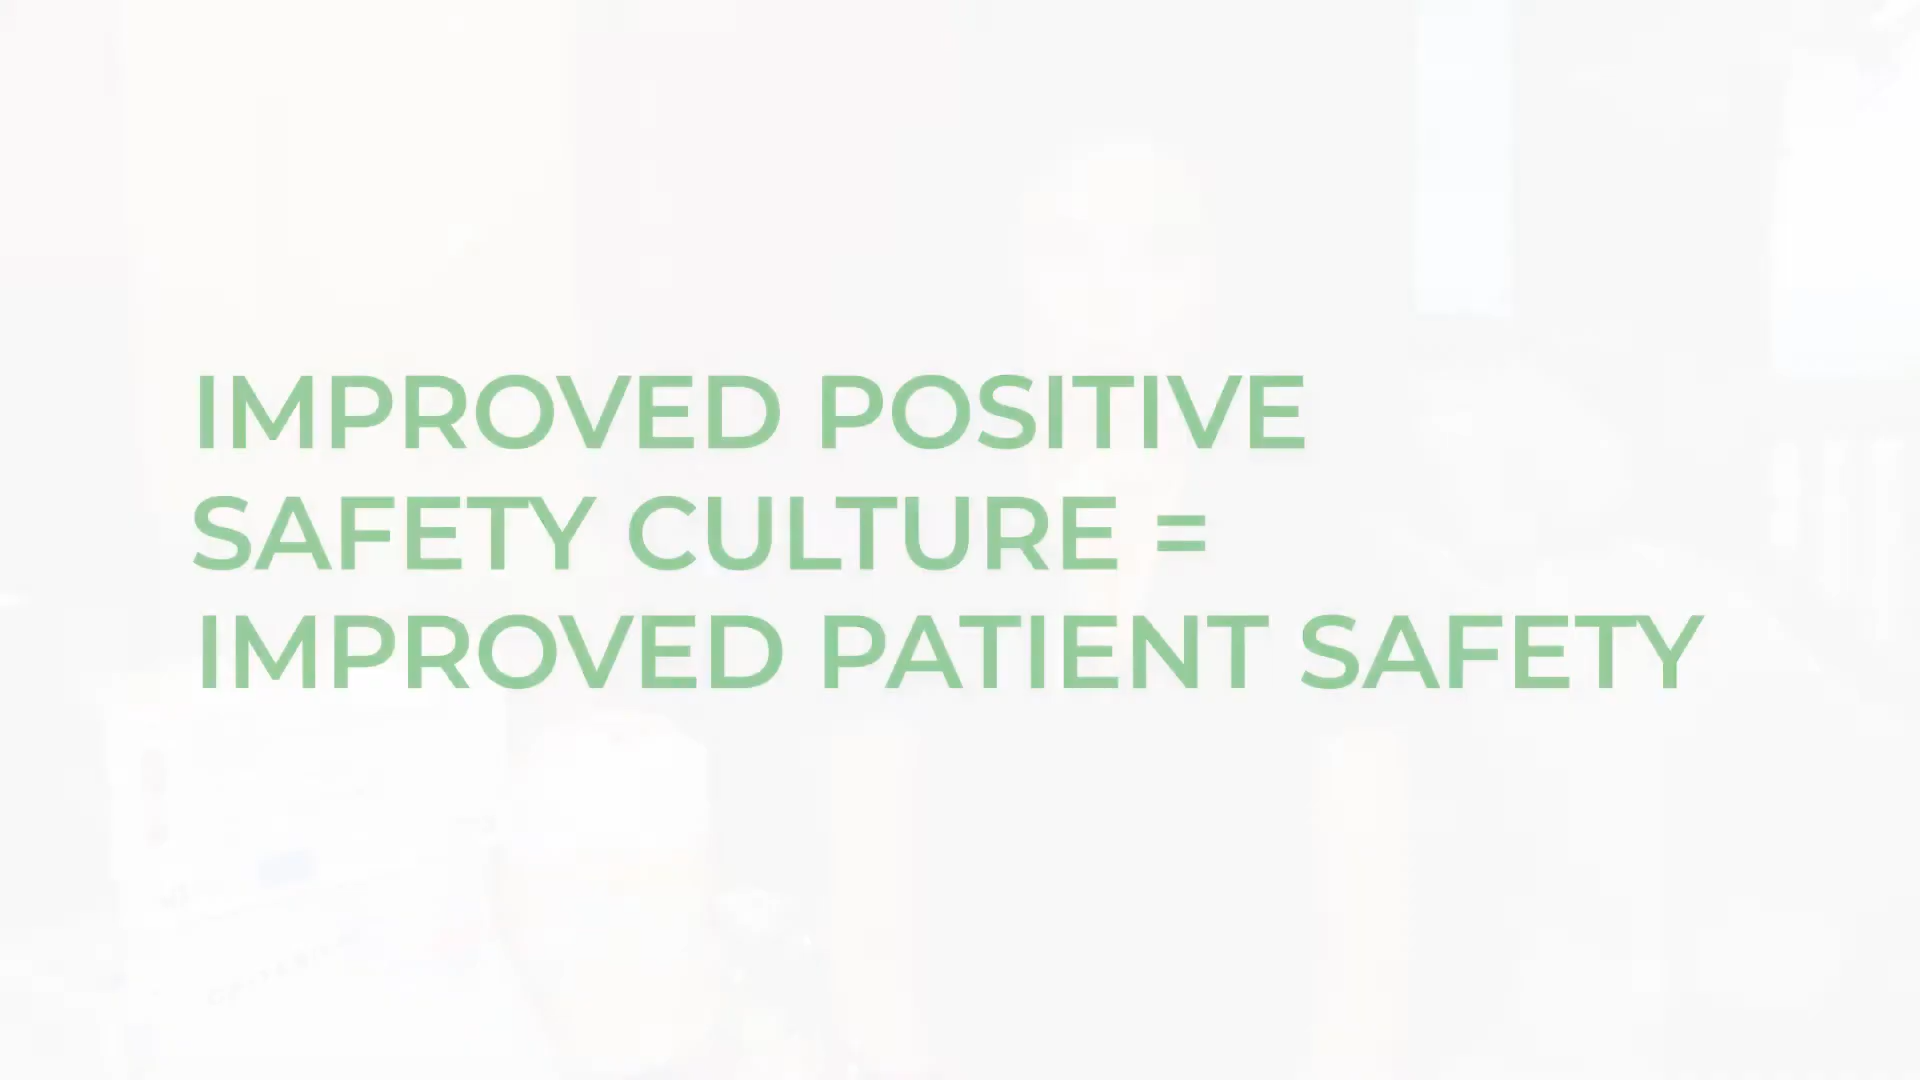 IMPROVED POSITIVE
SAFETY CULTURE =
IMPROVED PATIENT SAFETY